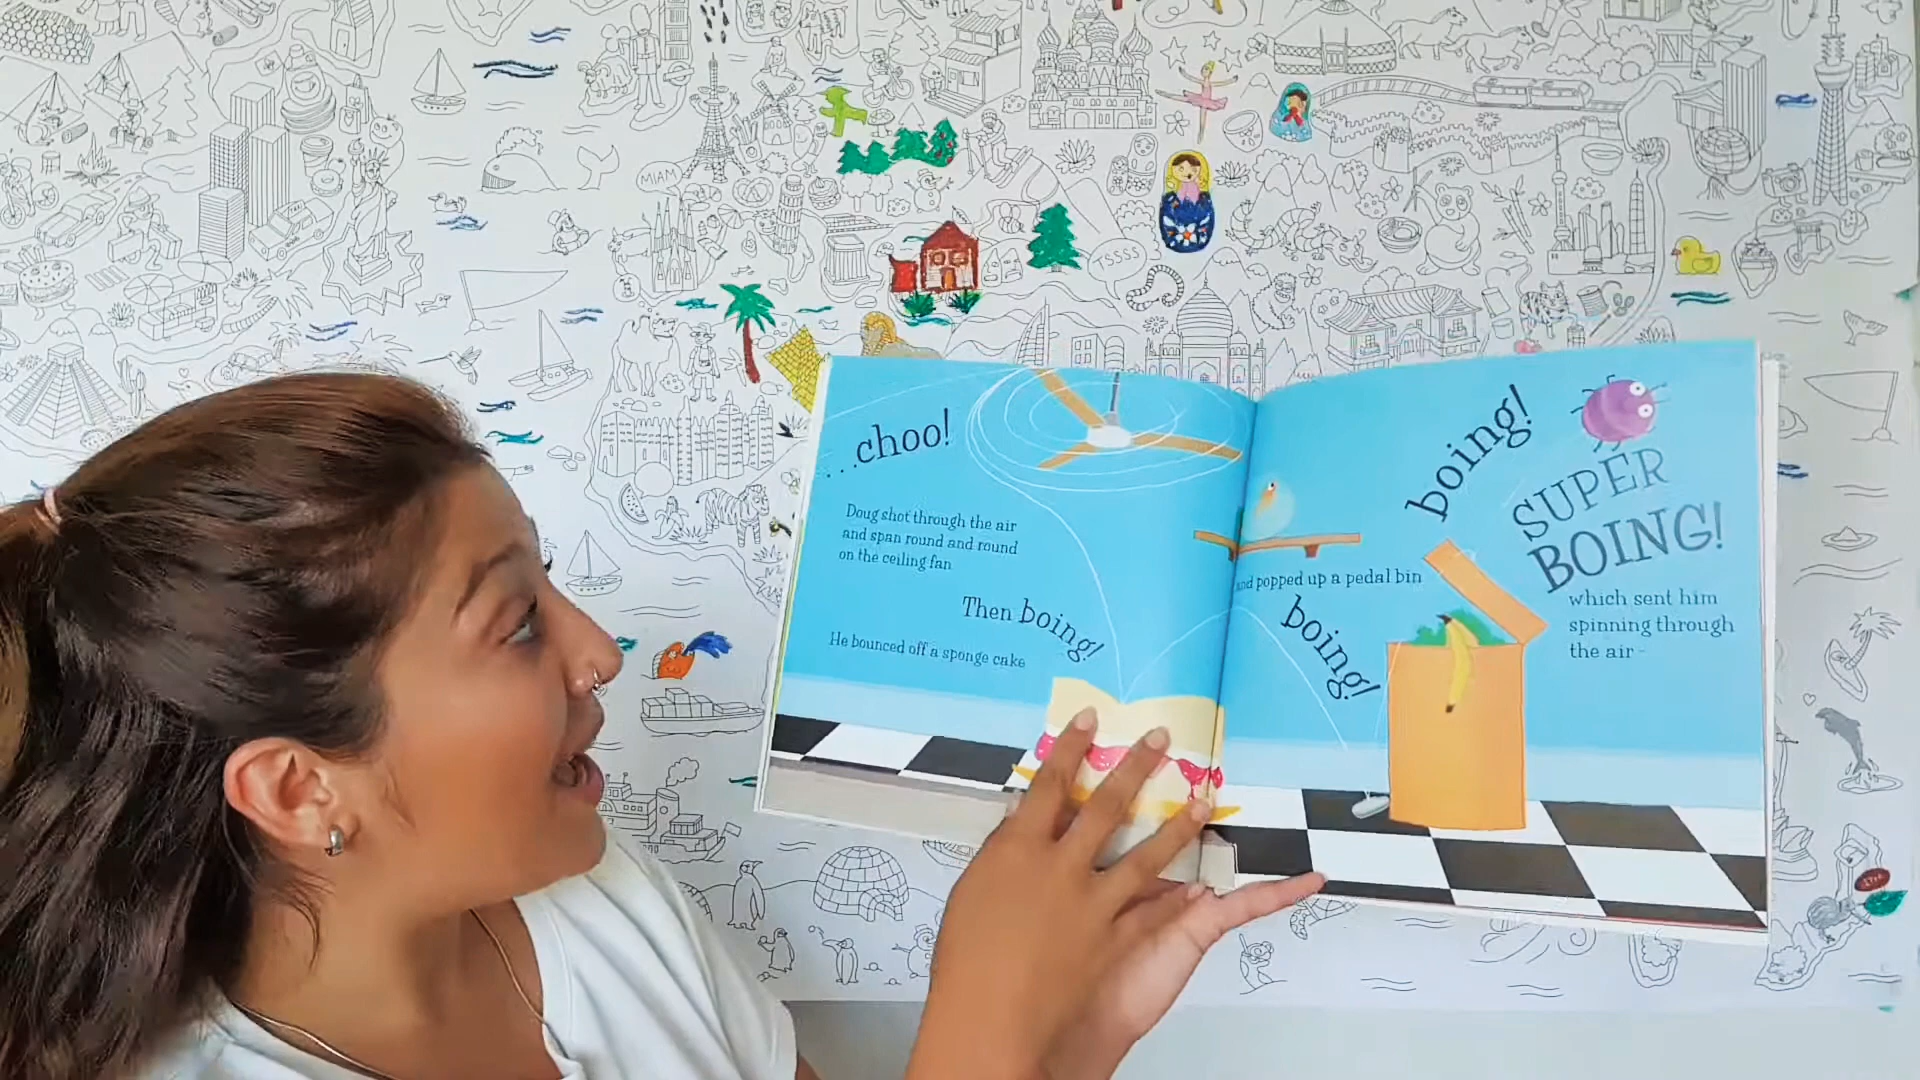 ...choo!
Doug shot through the air
and span round and round
on the ceiling fan
Then boing!
He bounced off a sponge cake
and popped up a pedal bin
boing!
boing!
SUPER
BOING!
which sent him
spinning through
the air -
MIAM
TSSSS
TAXI